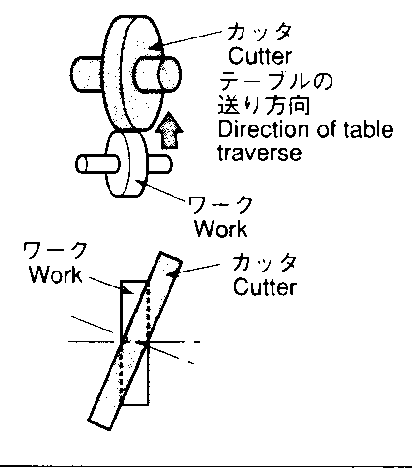 カッタ
Cutter
テーブルの
送り方向
Direction of table
traverse
ワーク
Work
ワーク
Work
カッタ
Cutter